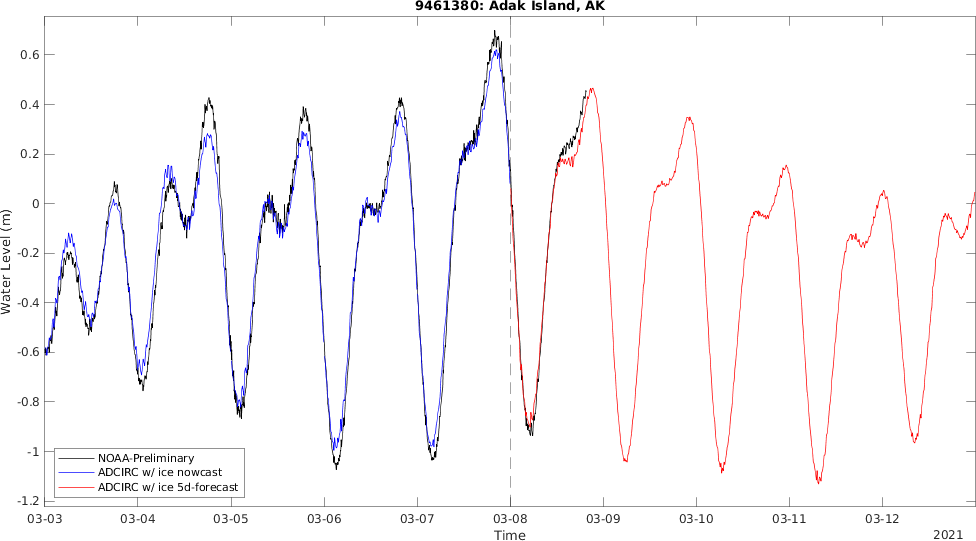 9461380: Adak Island, AK
0.6
0.4
0.2
0
-0.2
-0.4
-0.6
-0.8
-1
-1.2
Water Level (m)
NOAA-Preliminary
ADCIRC w/ ice nowcast
ADCIRC w/ ice 5d-forecast
03-03 03-04 03-05 03-06 03-07 03-08 03-09 03-10 03-11 03-12
Time
2021